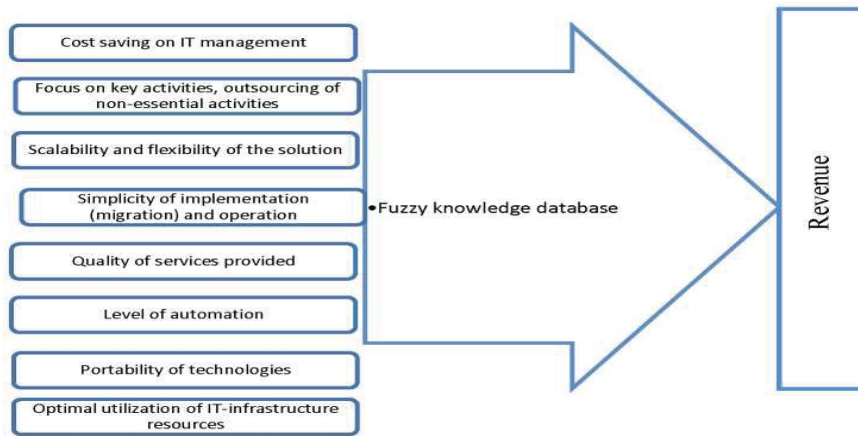 Cost saving on IT management
Focus on key activities, outsourcing of
non-essential activities
Scalability and flexibility of the solution
Simplicity of implementation
(migration) and operation
Quality of services provided
Level of automation
Portability of technologies
Optimal utilization of IT-infrastructure
resources
•Fuzzy knowledge database
Revenue